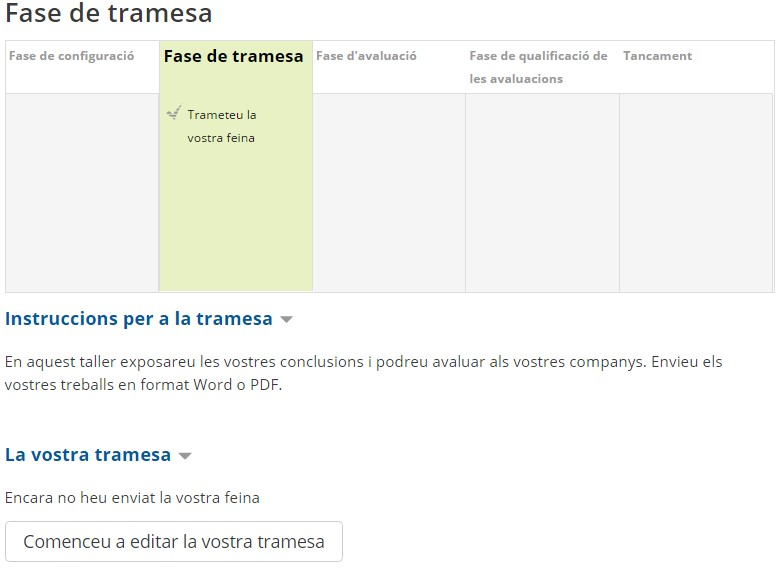 Fase de tramesa
Fase de configuració
Fase de tramesa
Fase d'avaluació
Fase de qualificació de
les avaluacions
Tancament
Trameteu la
vostra feina
Instruccions per a la tramesa
En aquest taller exposareu les vostres conclusions i podreu avaluar als vostres companys. Envieu els
vostres treballs en format Word o PDF.
La vostra tramesa
Encara no heu enviat la vostra feina
Comenceu a editar la vostra tramesa